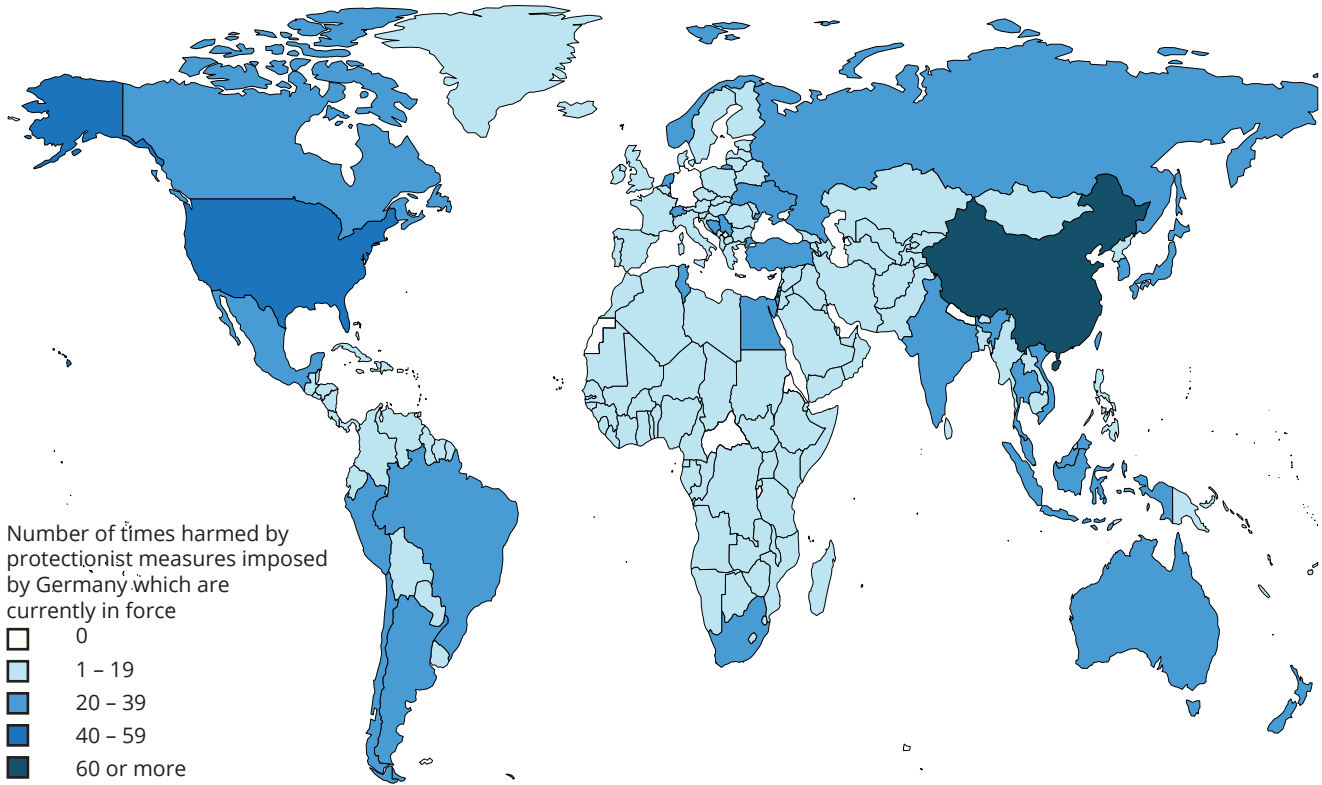 Number of times harmed by
protectionist measures imposed
by Germany which are
currently in force
0
1 – 19
20 – 39
40 – 59
60 or more